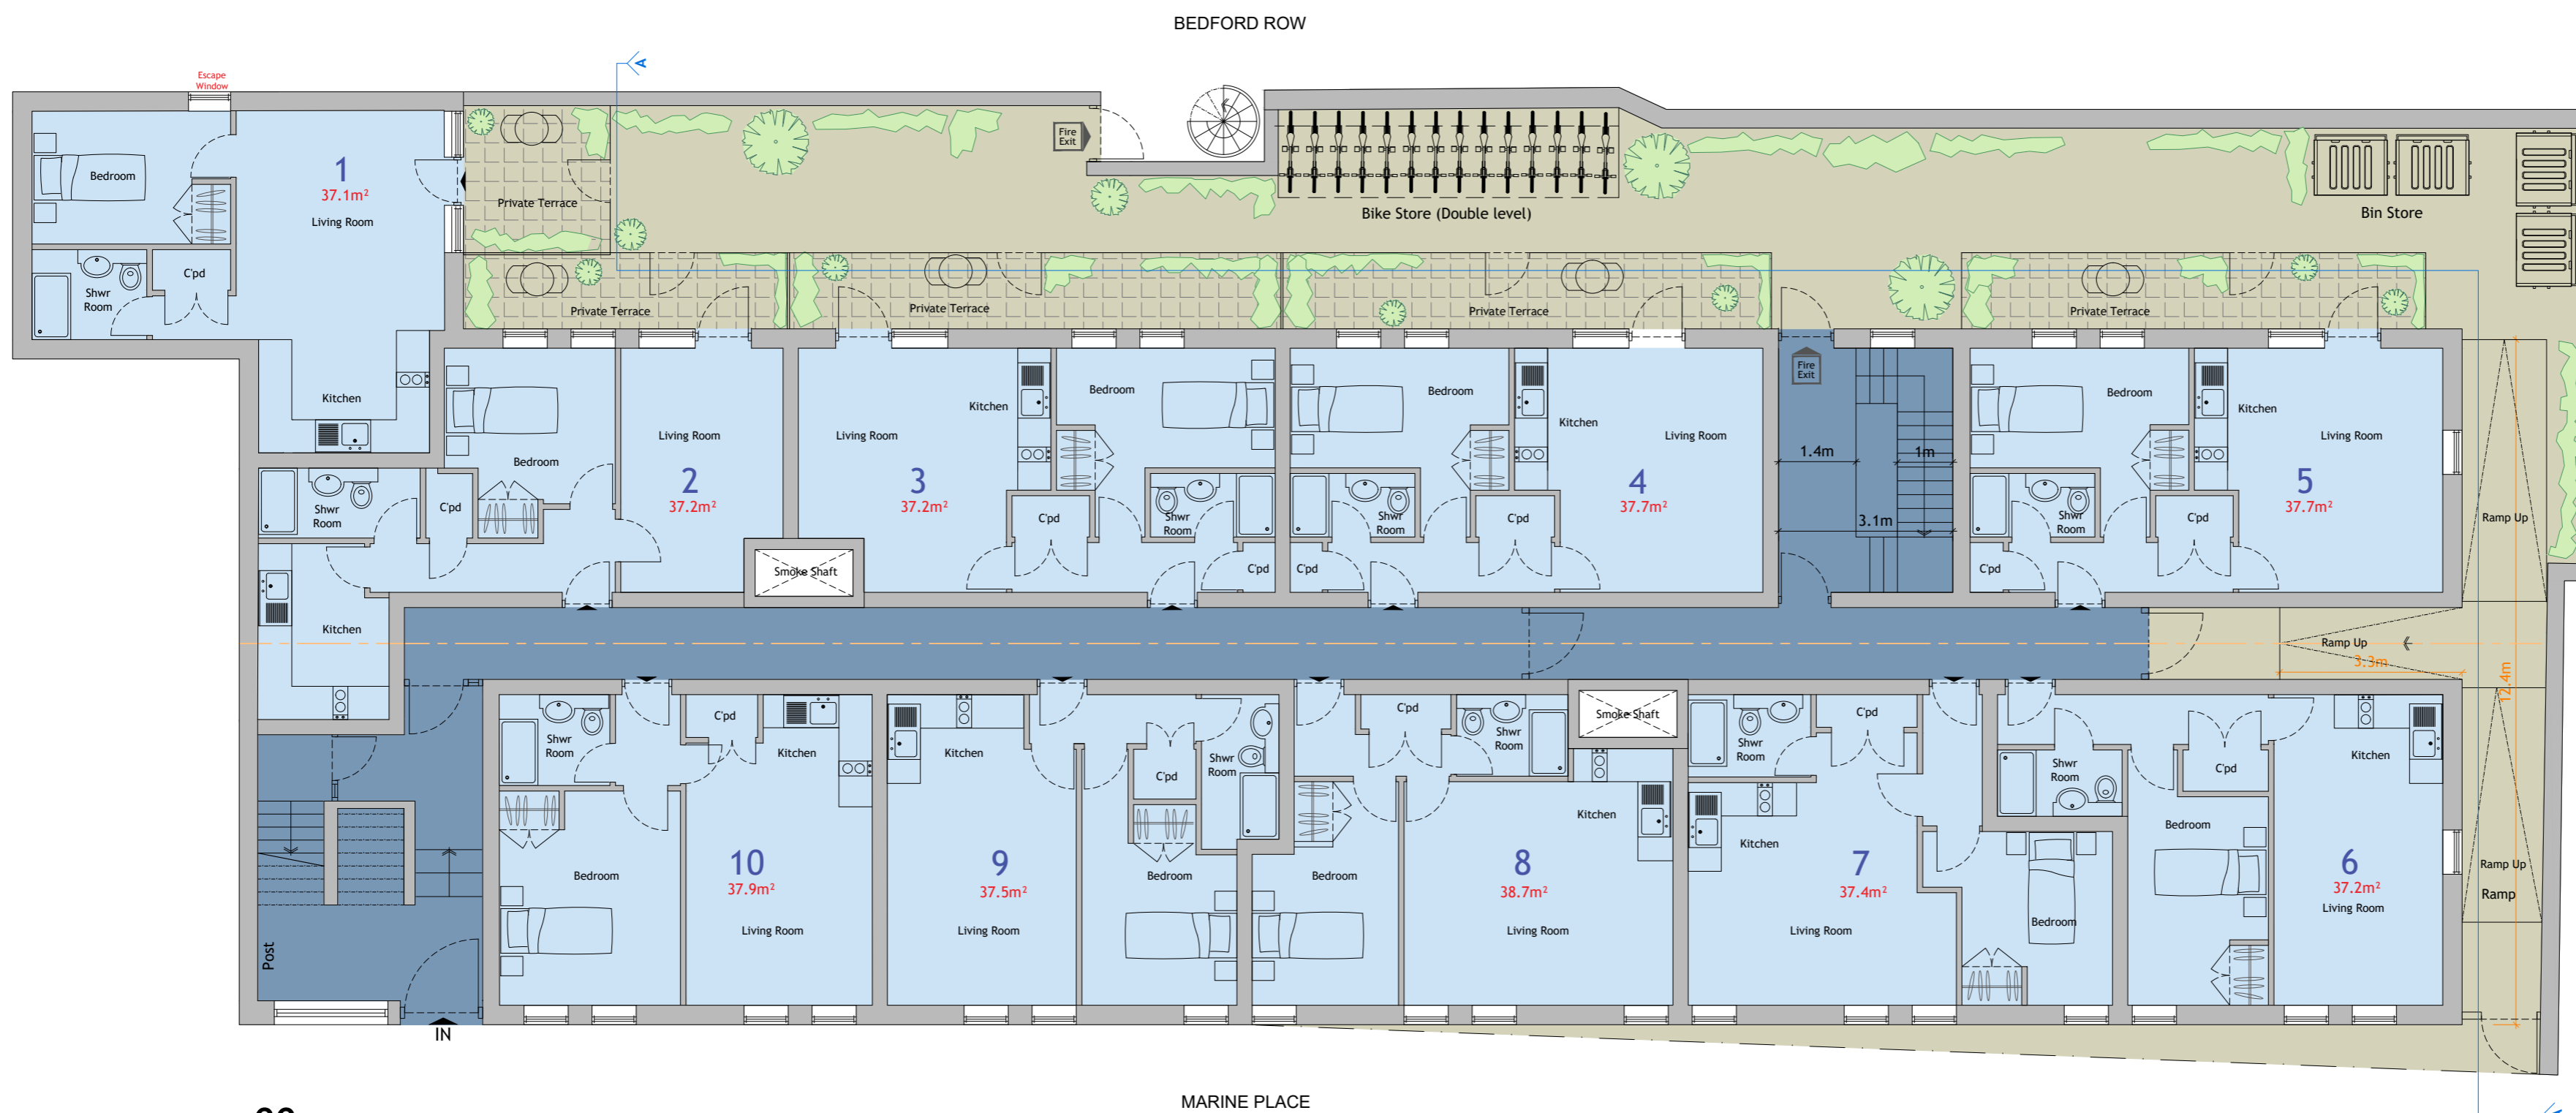 BEDFORD ROW
A
Escape
Window
Bedroom
1
37.1m²
Living Room
Shwr
Room
C'pd
Kitchen
Private Terrace
Fire
Exit
Bike Store (Double level)
Bin Store
Private Terrace
Private Terrace
Private Terrace
Private Terrace
Bedroom
Living Room
2
37.2m²
Shwr
Room
C'pd
Kitchen
Smoke Shaft
Living Room
3
37.2m²
Kitchen
Bedroom
C'pd
Shwr
Room
C'pd
Bedroom
Kitchen
Living Room
4
37.7m²
Shwr
Room
C'pd
C'pd
Fire
Exit
1.4m
1m
3.1m
Bedroom
Kitchen
Living Room
5
37.7m²
Shwr
Room
C'pd
C'pd
Ramp Up
Ramp Up
3.3m
12.4m
Ramp Up
Ramp
Post
IN
Shwr
Room
C'pd
Kitchen
Bedroom
10
37.9m²
Living Room
Kitchen
9
37.5m²
Living Room
Shwr
Room
C'pd
Bedroom
C'pd
Shwr
Room
Smoke Shaft
Bedroom
Kitchen
8
38.7m²
Living Room
Shwr
Room
C'pd
Kitchen
7
37.4m²
Living Room
Bedroom
Shwr
Room
C'pd
Bedroom
Kitchen
6
37.2m²
Living Room
MARINE PLACE